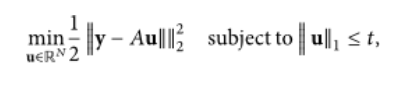 min_{u∈ℝ^N} 1/2 ‖y − Au‖‖²₂ subject to ‖u‖₁ ≤ t,